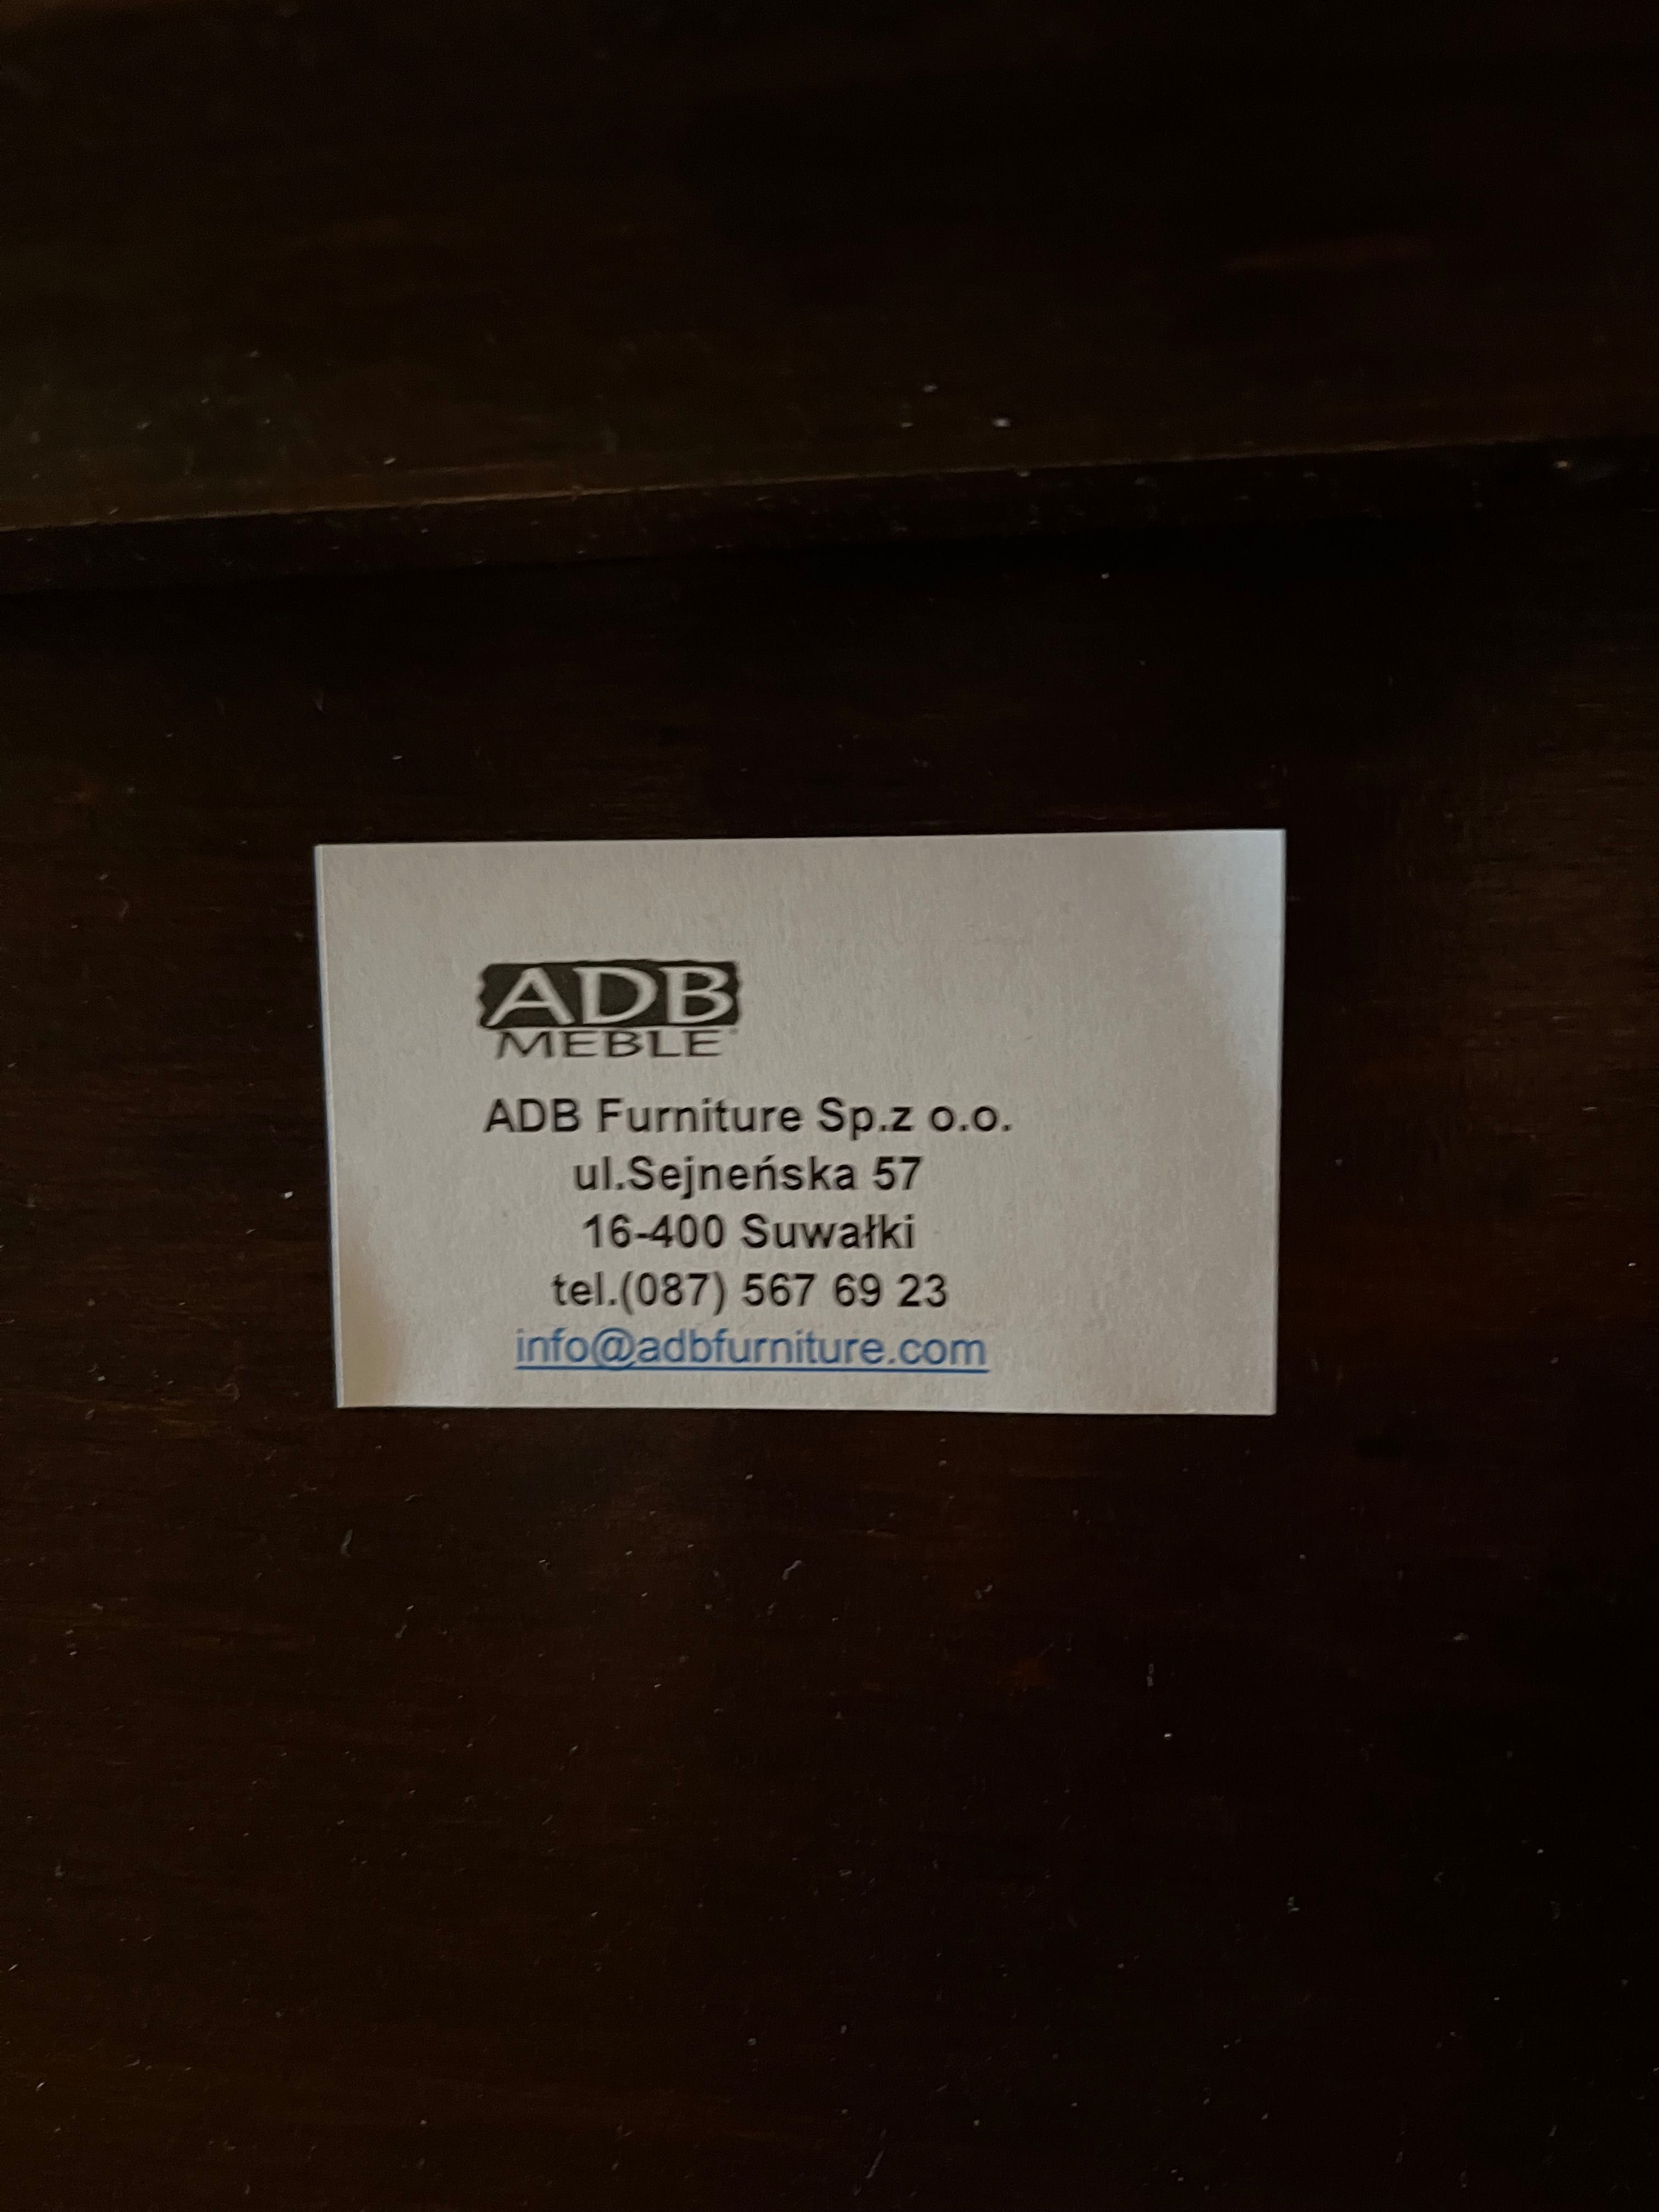 ADB
MEBLE
ADB Furniture Sp.z o.o.
ul.Sejneńska 57
16-400 Suwałki
tel.(087) 567 69 23
info@adbfurniture.com